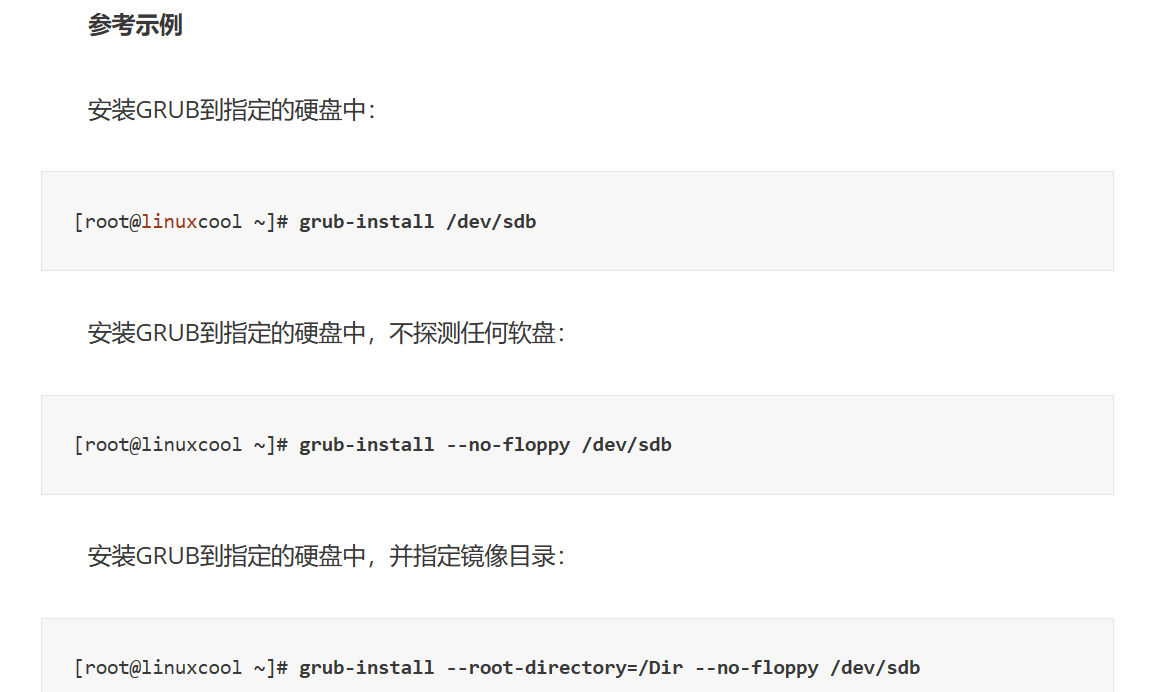 参考示例
安装GRUB到指定的硬盘中：
[root@linuxcool ~]# grub-install /dev/sdb
安装GRUB到指定的硬盘中，不探测任何软盘：
[root@linuxcool ~]# grub-install --no-floppy /dev/sdb
安装GRUB到指定的硬盘中，并指定镜像目录：
[root@linuxcool ~]# grub-install --root-directory=/Dir --no-floppy /dev/sdb